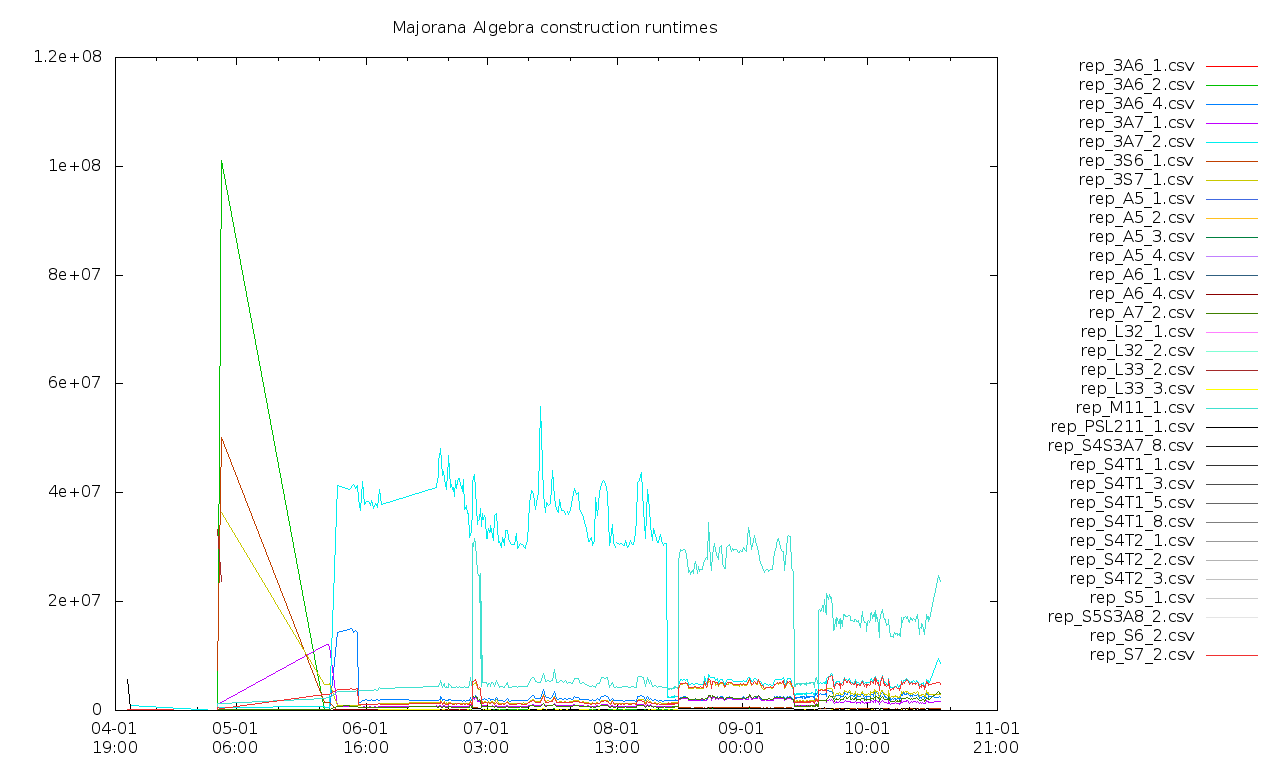 Majorana Algebra construction runtimes
1.2e+08
1e+08
8e+07
6e+07
4e+07
2e+07
0
04-01 05-01 06-01 07-01 08-01 09-01 10-01 11-01
19:00 06:00 16:00 03:00 13:00 00:00 10:00 21:00
rep_3A6_1.csv
rep_3A6_2.csv
rep_3A6_4.csv
rep_3A7_1.csv
rep_3A7_2.csv
rep_3S6_1.csv
rep_3S7_1.csv
rep_A5_1.csv
rep_A5_2.csv
rep_A5_3.csv
rep_A5_4.csv
rep_A6_1.csv
rep_A6_4.csv
rep_A7_2.csv
rep_L32_1.csv
rep_L32_2.csv
rep_L33_2.csv
rep_L33_3.csv
rep_M11_1.csv
rep_PSL211_1.csv
rep_S4S3A7_8.csv
rep_S4T1_1.csv
rep_S4T1_3.csv
rep_S4T1_5.csv
rep_S4T1_8.csv
rep_S4T2_1.csv
rep_S4T2_2.csv
rep_S4T2_3.csv
rep_S5_1.csv
rep_S5S3A8_2.csv
rep_S6_2.csv
rep_S7_2.csv